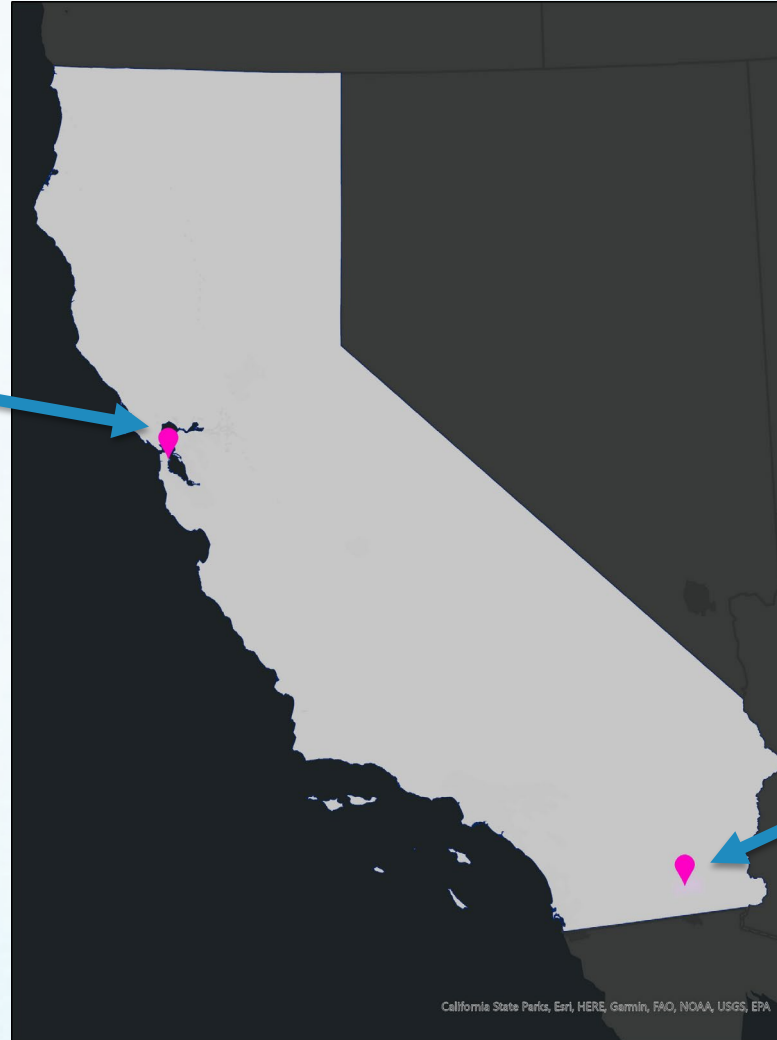 California State Parks, Esri, HERE, Garmin, FAO, NOAA, USGS, EPA